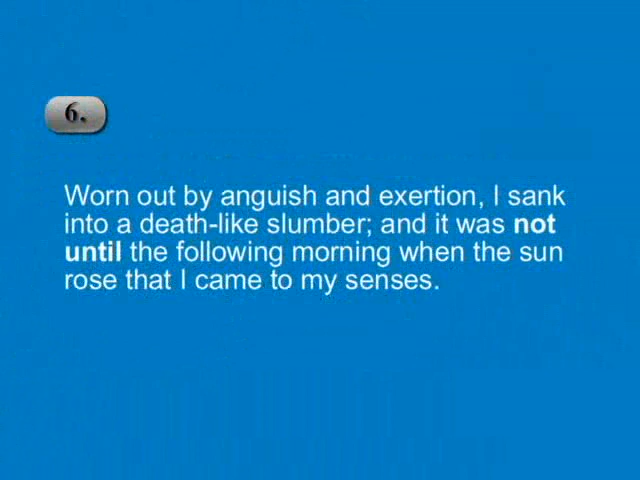 6.
Worn out by anguish and exertion, I sank
into a death-like slumber; and it was not
until the following morning when the sun
rose that I came to my senses.